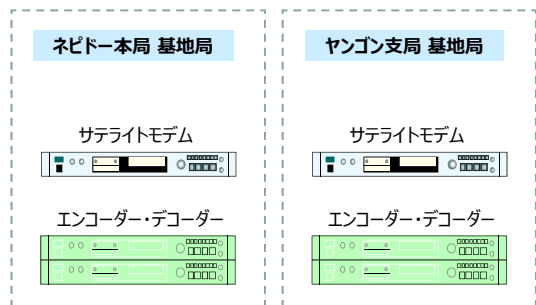 ネピドー本局 基地局
サテライトモデム
エンコーダー・デコーダー
ヤンゴン支局 基地局
サテライトモデム
エンコーダー・デコーダー